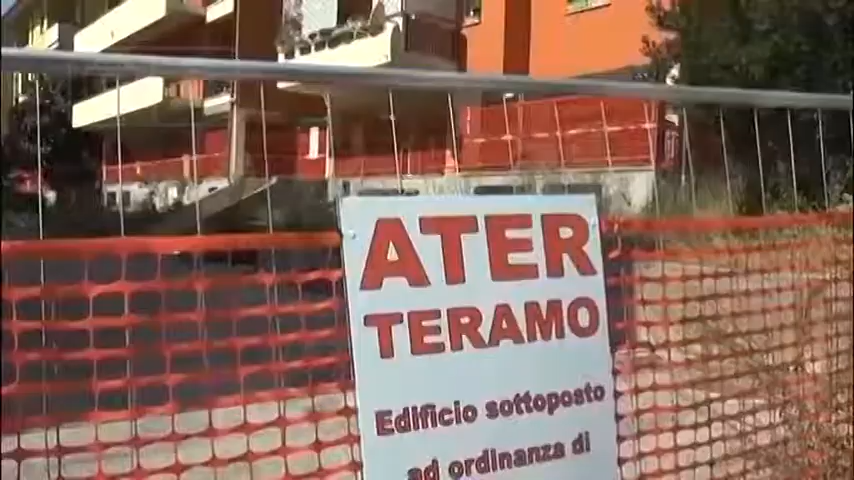 ATER
TERAMO
Edificio sottoposto
ad ordinanza di